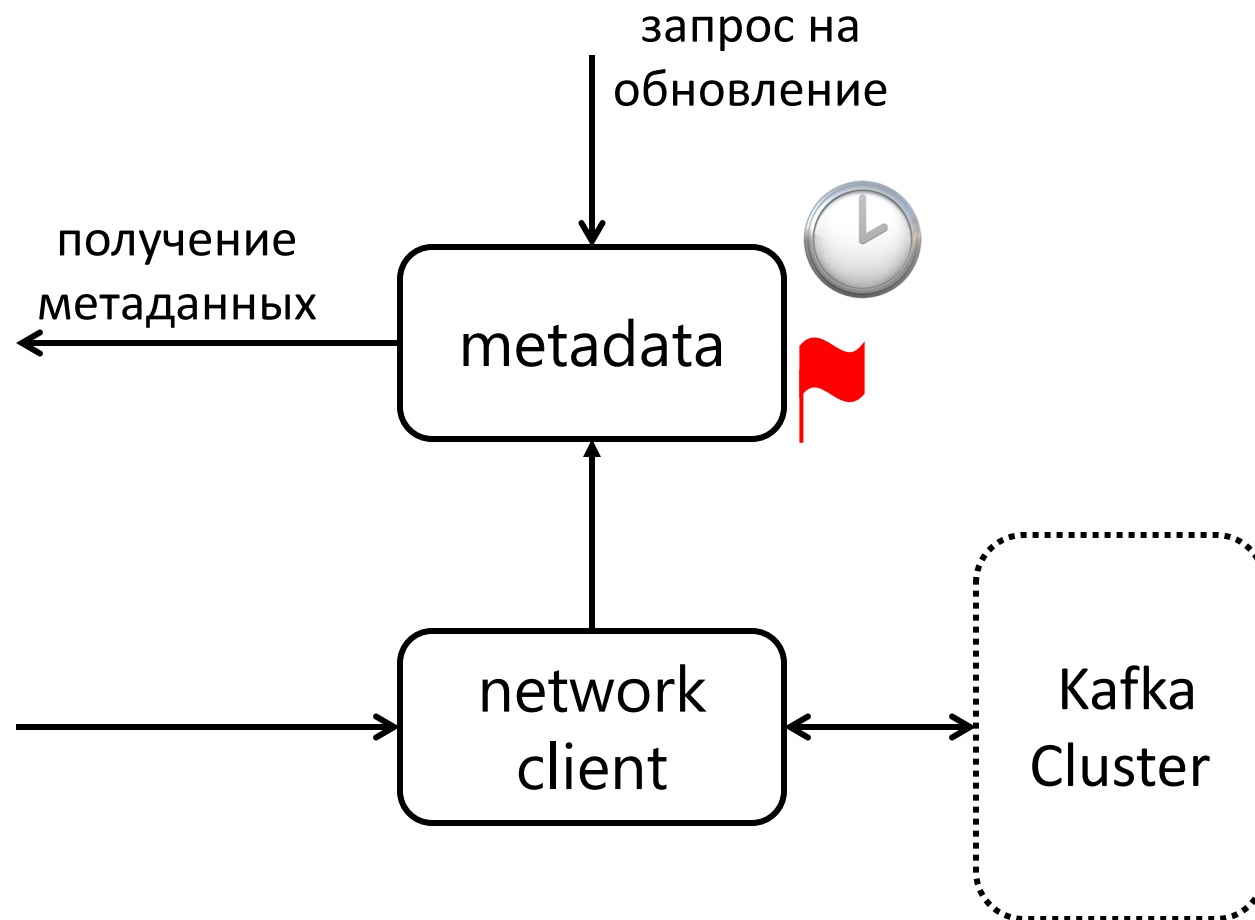 запрос на
обновление
получение
метаданных
metadata
network
client
Kafka
Cluster